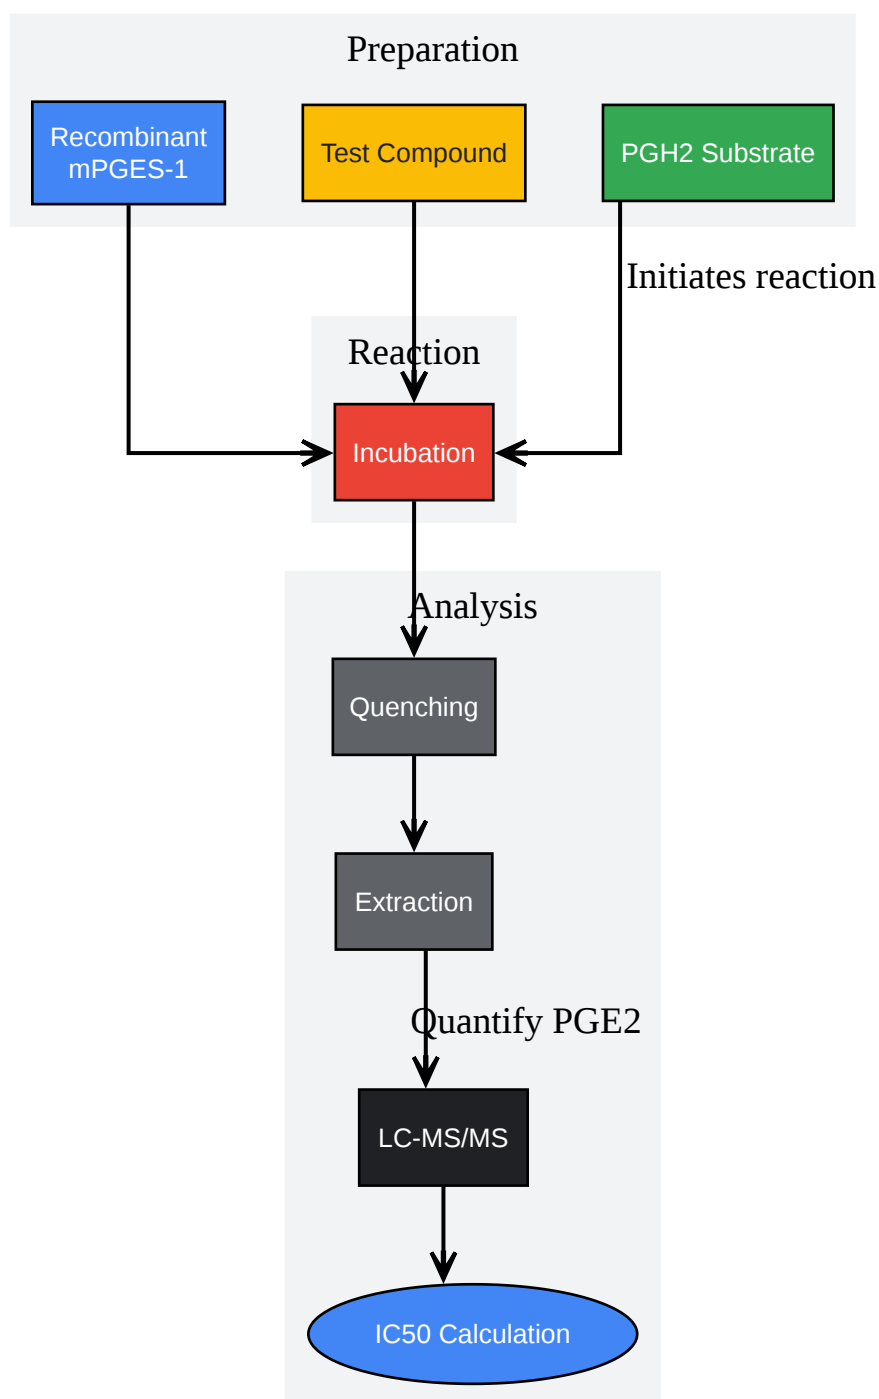 Preparation
Recombinant
mPGES-1
Test Compound
PGH2 Substrate
Initiates reaction
Reaction
Incubation
Analysis
Quenching
Extraction
Quantify PGE2
LC-MS/MS
IC50 Calculation